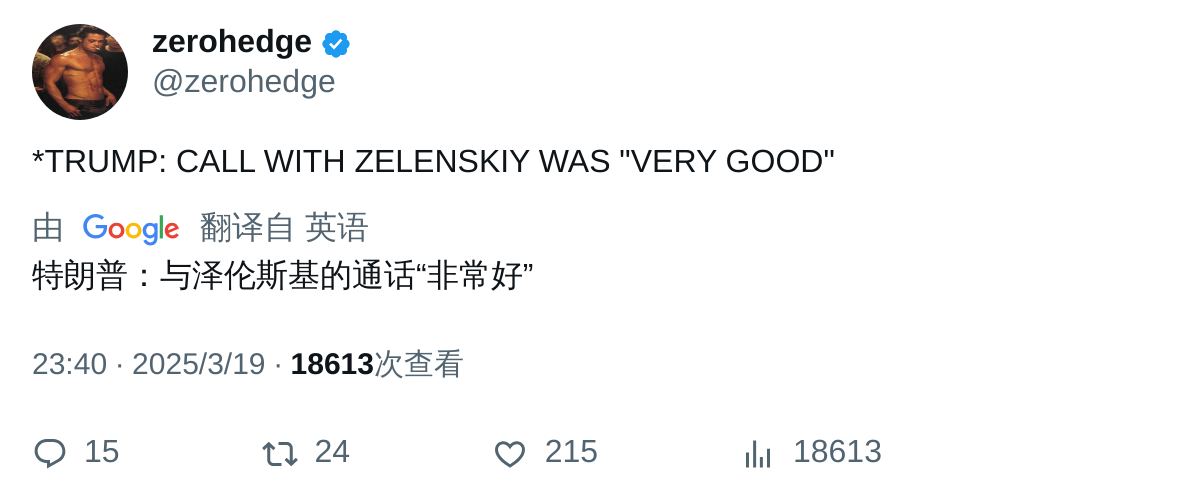 zerohedge
@zerohedge
*TRUMP: CALL WITH ZELENSKIY WAS "VERY GOOD"
由 Google 翻译自 英语
特朗普：与泽伦斯基的通话“非常好”
23:40 · 2025/3/19 · 18613次查看
15 24 215 18613